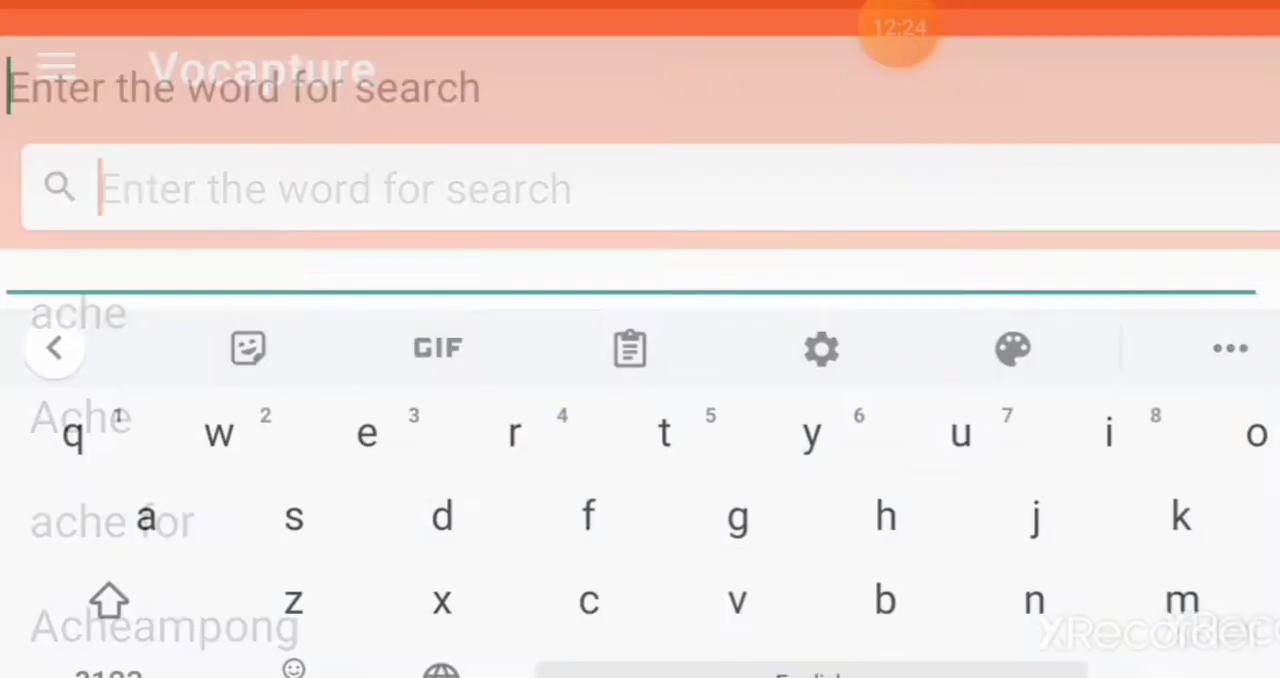 12:24
Vocapture
Enter the word for search
Enter the word for search
ache
GIF
Ache
q 1 w 2 e 3 r 4 t 5 y 6 u 7 i 8 o
ache for
a s d f g h j k
z x c v b n m
Acheampong
XRecorder